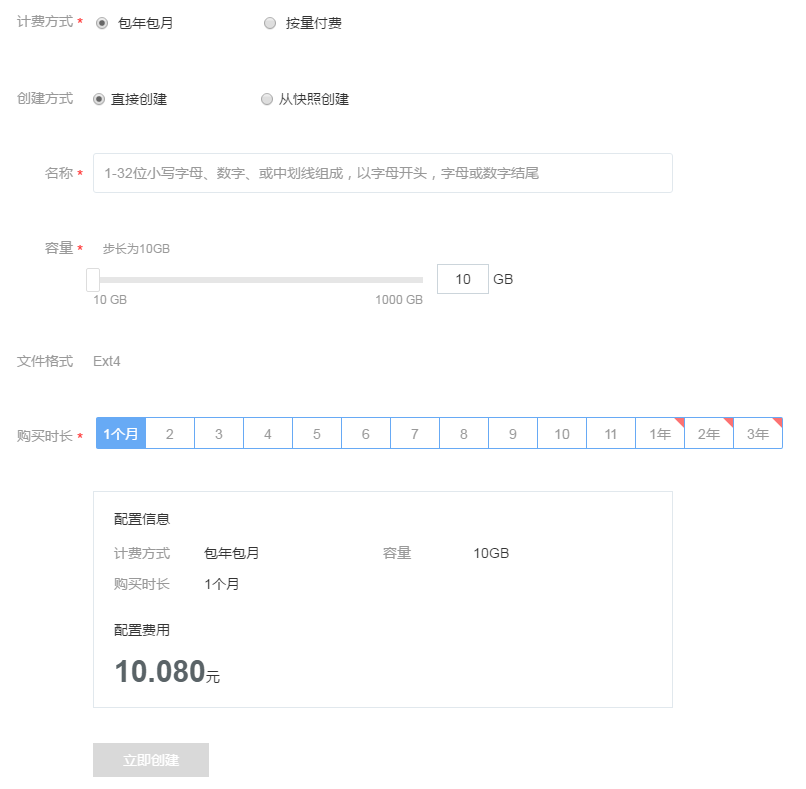 计费方式 * 包年包月 按量付费
创建方式 直接创建 从快照创建
名称 * 1-32位小写字母、数字、或中划线组成，以字母开头，字母或数字结尾
容量 * 步长为10GB
10 GB
10 GB 1000 GB
文件格式 Ext4
购买时长 * 1个月 2 3 4 5 6 7 8 9 10 11 1年 2年 3年
配置信息
计费方式 包年包月 容量 10GB
购买时长 1个月
配置费用
10.080元
立即创建